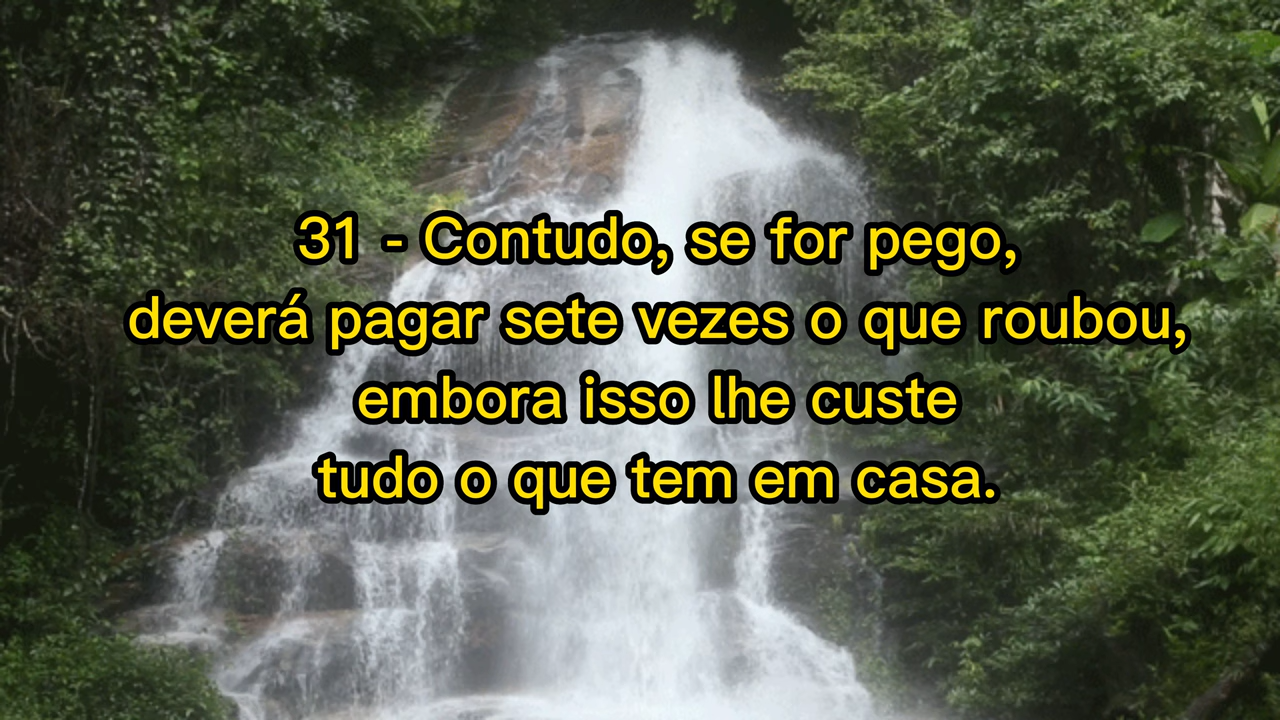 31 - Contudo, se for pego,
deverá pagar sete vezes o que roubou,
embora isso lhe custe
tudo o que tem em casa.